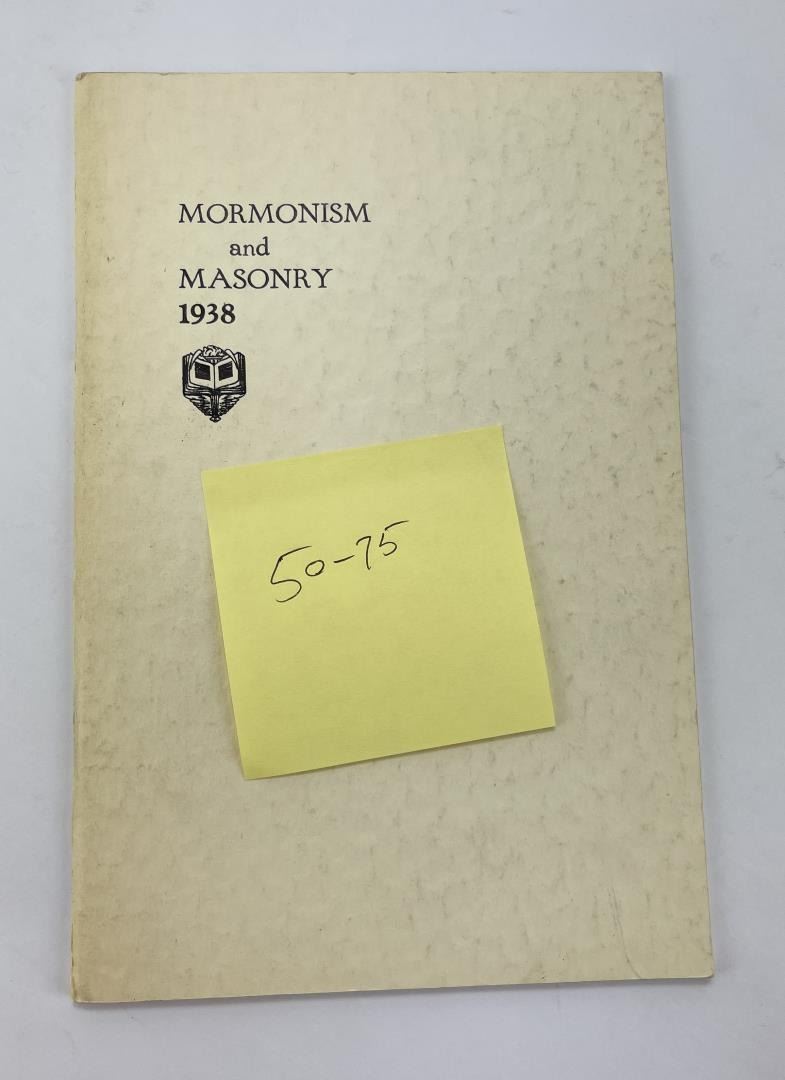 MORMONISM
and
MASONRY
1938
50-75